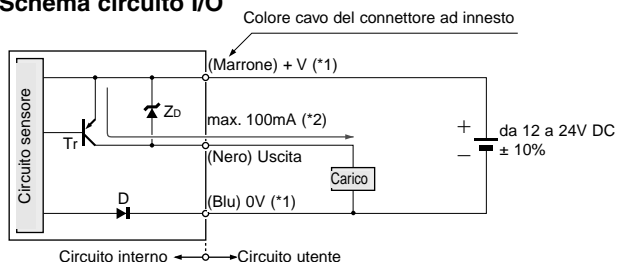 Schema circuito I/O
Colore cavo del connettore ad innesto
(Marrone) + V (*1)
Circuito sensore
Tr
ZD
max. 100mA (*2)
(Nero) Uscita
+
−
da 12 a 24V DC
± 10%
Carico
D
(Blu) 0V (*1)
Circuito interno
Circuito utente